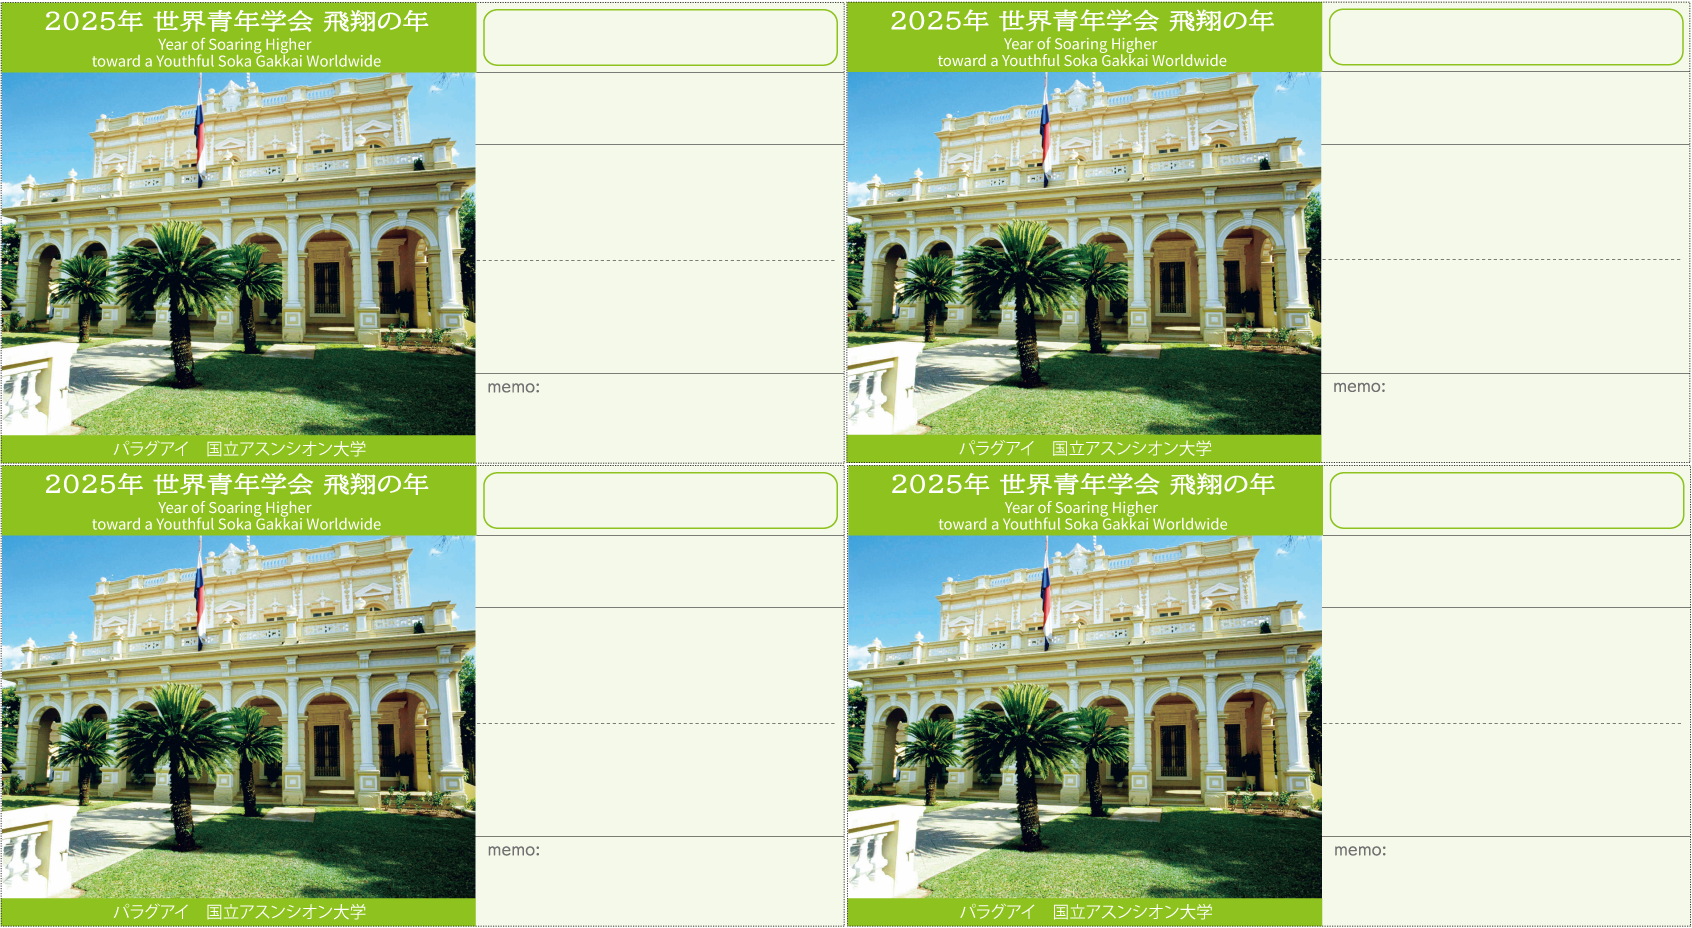 2025年 世界青年学会 飛翔の年
Year of Soaring Higher
toward a Youthful Soka Gakkai Worldwide
memo:
パラグアイ　国立アスンシオン大学
2025年 世界青年学会 飛翔の年
Year of Soaring Higher
toward a Youthful Soka Gakkai Worldwide
memo:
パラグアイ　国立アスンシオン大学
2025年 世界青年学会 飛翔の年
Year of Soaring Higher
toward a Youthful Soka Gakkai Worldwide
memo:
パラグアイ　国立アスンシオン大学
2025年 世界青年学会 飛翔の年
Year of Soaring Higher
toward a Youthful Soka Gakkai Worldwide
memo:
パラグアイ　国立アスンシオン大学